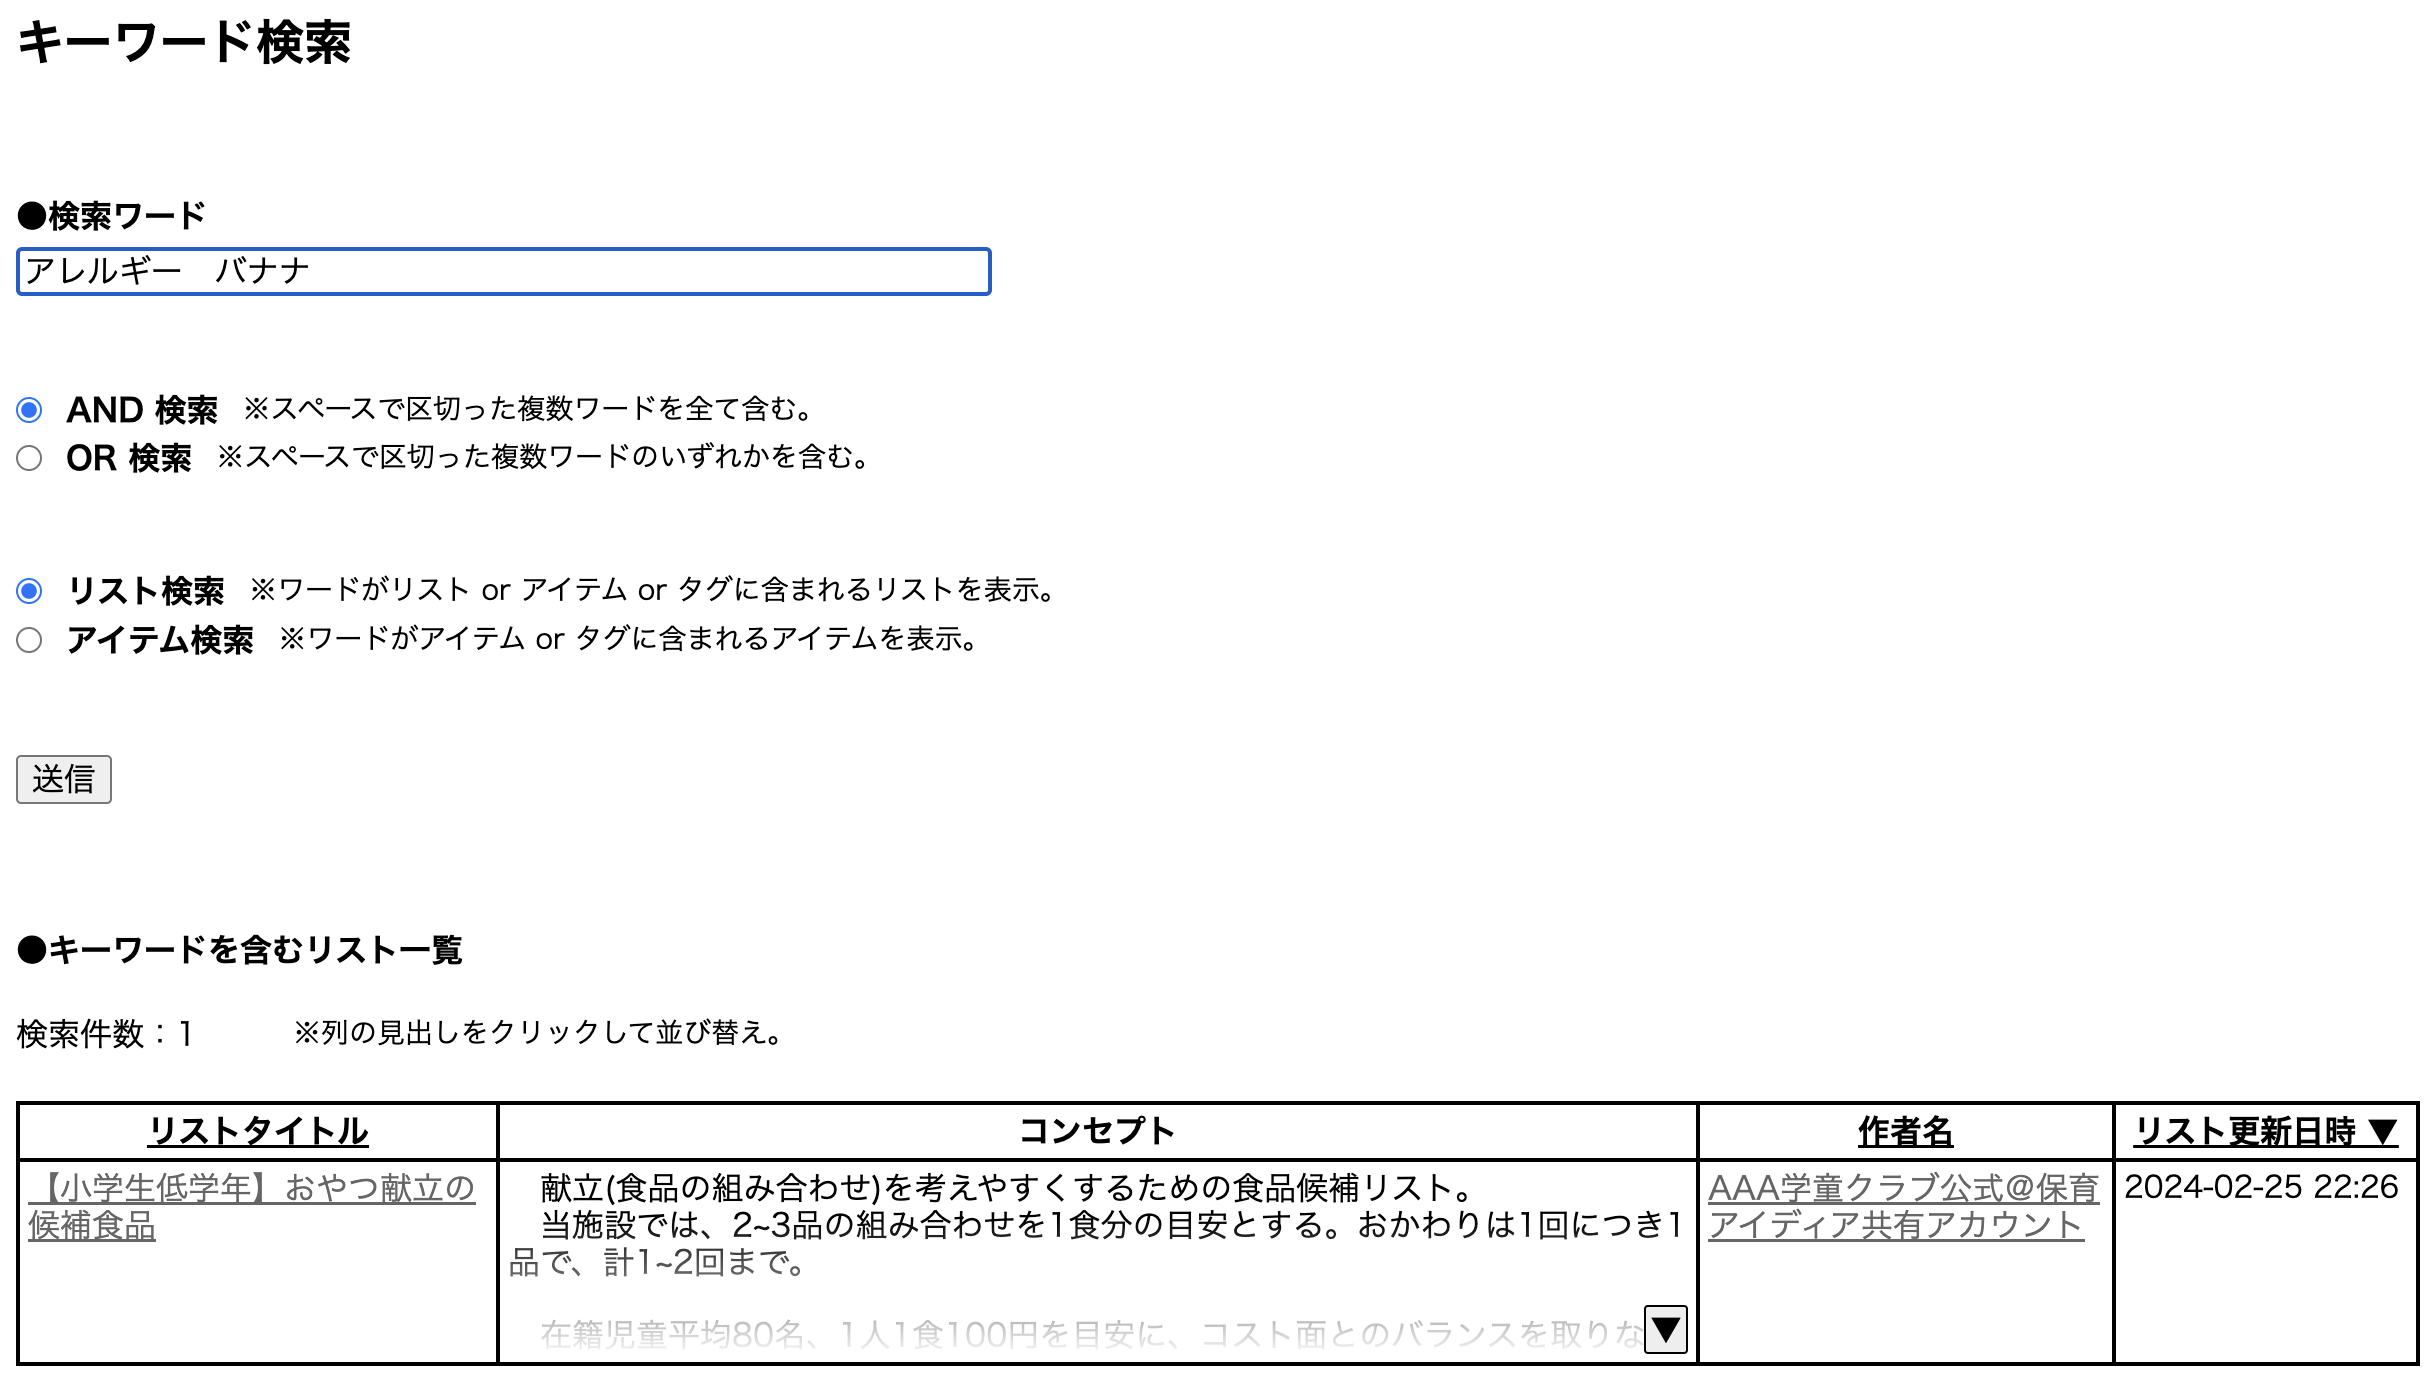 キーワード検索
●検索ワード
アレルギー　バナナ
AND 検索 ※スペースで区切った複数ワードを全て含む。
OR 検索 ※スペースで区切った複数ワードのいずれかを含む。
リスト検索 ※ワードがリスト or アイテム or タグに含まれるリストを表示。
アイテム検索 ※ワードがアイテム or タグに含まれるアイテムを表示。
送信
●キーワードを含むリスト一覧
検索件数：1 ※列の見出しをクリックして並び替え。
リストタイトル コンセプト 作者名 リスト更新日時 ▼
【小学生低学年】おやつ献立の
候補食品
献立(食品の組み合わせ)を考えやすくするための食品候補リスト。
当施設では、2~3品の組み合わせを1食分の目安とする。おかわりは1回につき1
品で、計1~2回まで。
在籍児童平均80名、1人1食100円を目安に、コスト面とのバランスを取りな
▼
AAA学童クラブ公式@保育
アイディア共有アカウント
2024-02-25 22:26